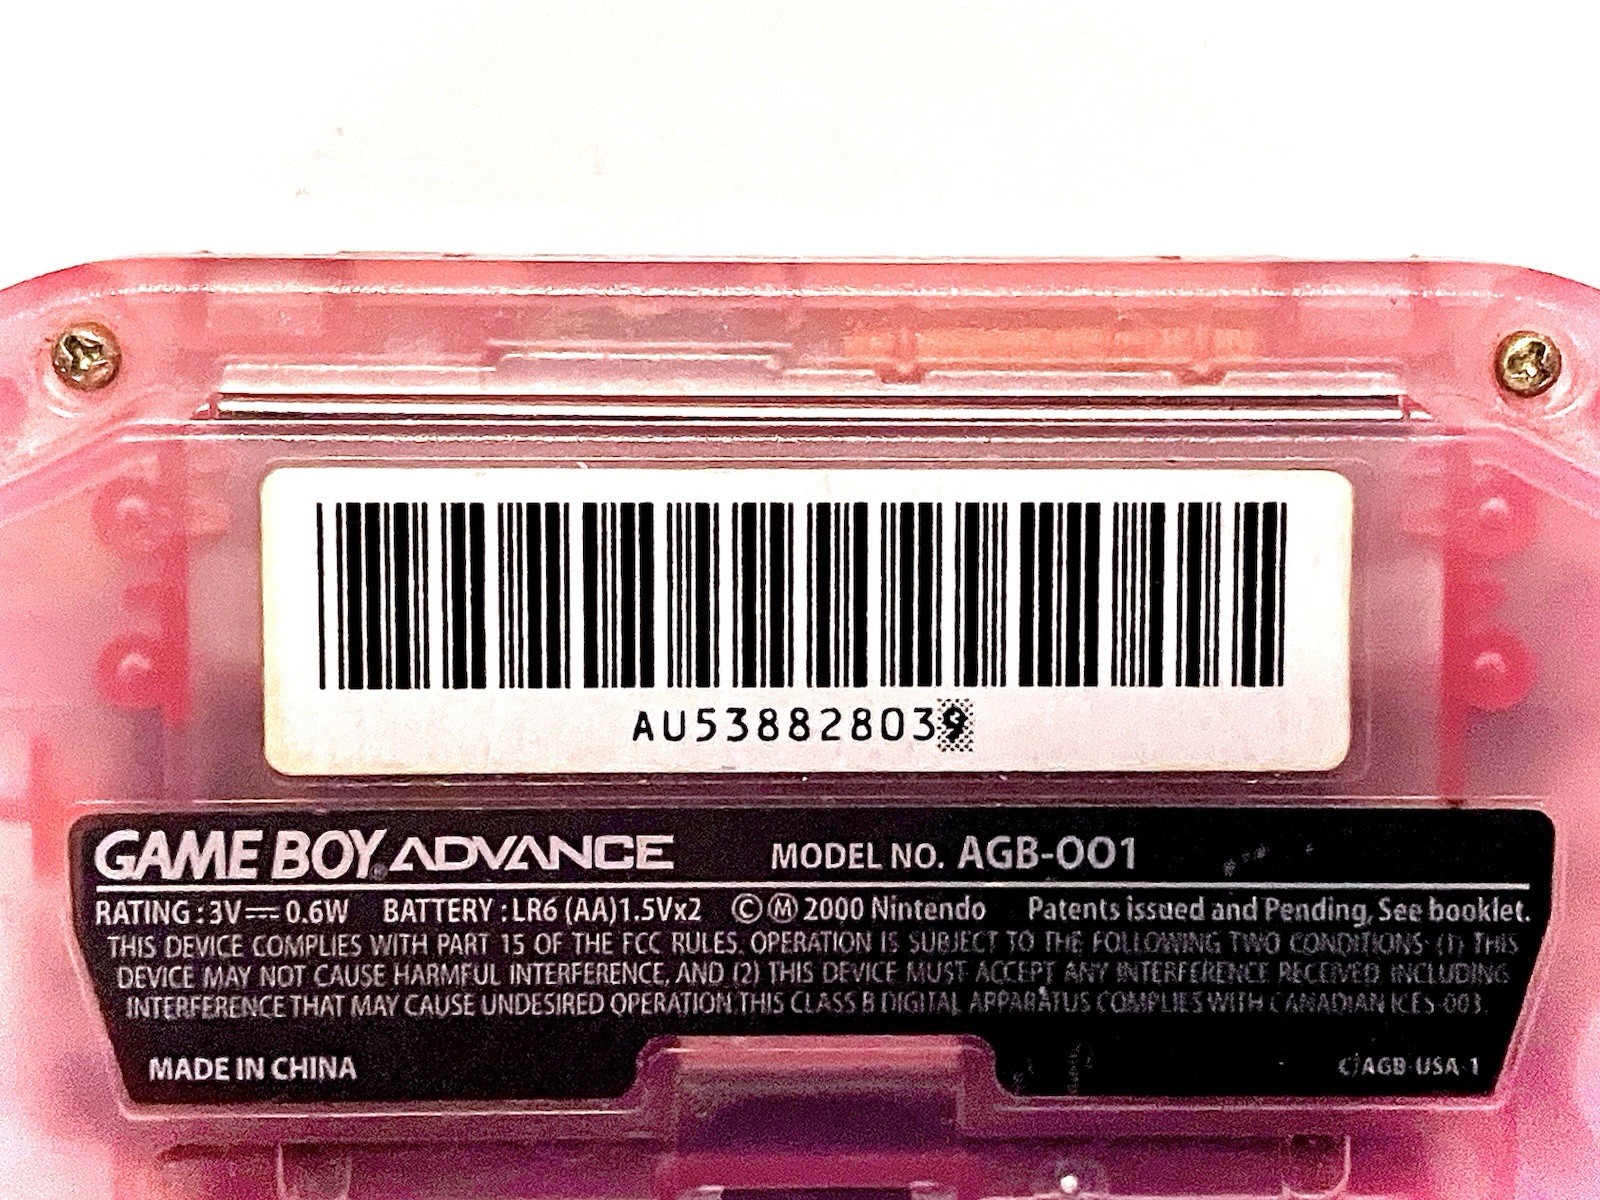 AU538828039
GAME BOY ADVANCE MODEL NO. AGB-001
RATING : 3V⎓ 0.6W BATTERY : LR6 (AA)1.5Vx2 ©Ⓜ 2000 Nintendo Patents issued and Pending, See booklet.
THIS DEVICE COMPLIES WITH PART 15 OF THE FCC RULES. OPERATION IS SUBJECT TO THE FOLLOWING TWO CONDITIONS: (1) THIS
DEVICE MAY NOT CAUSE HARMFUL INTERFERENCE, AND (2) THIS DEVICE MUST ACCEPT ANY INTERFERENCE RECEIVED INCLUDING
INTERFERENCE THAT MAY CAUSE UNDESIRED OPERATION.THIS CLASS B DIGITAL APPARATUS COMPLIES WITH CANADIAN ICES-003.
MADE IN CHINA C/AGB-USA-1